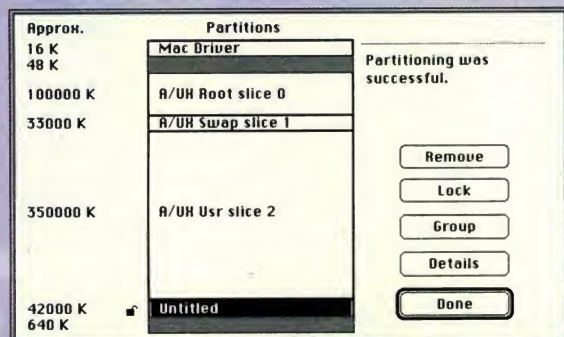 Approx. Partitions
16 K Mac Driver
48 K
100000 K A/UX Root slice 0
33000 K A/UX Swap slice 1
350000 K A/UX Usr slice 2
42000 K Untitled
640 K
Partitioning was
successful.
Remove
Lock
Group
Details
Done